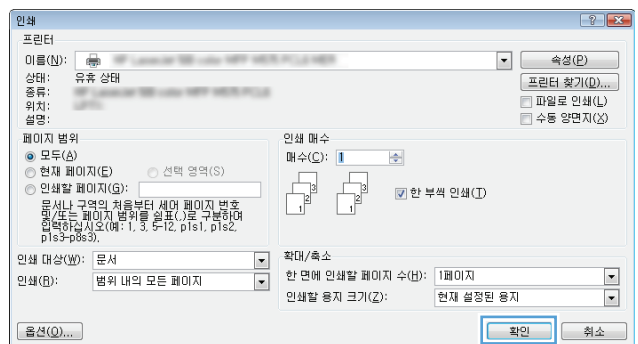 인쇄
프린터
이름(N):
속성(P)
상태: 유휴 상태
프린터 찾기(D)...
종류:
위치:
파일로 인쇄(L)
설명:
수동 양면지(X)
페이지 범위
인쇄 매수
모두(A)
매수(C): 1
현재 페이지(E) 선택 영역(S)
인쇄할 페이지(G):
한 부씩 인쇄(T)
문서나 구역의 처음부터 세어 페이지 번호
및/또는 페이지 범위를 쉼표(,)로 구분하여
입력하십시오(예: 1, 3, 5-12, p1s1, p1s2,
p1s3-p8s3).
3 2 1 3 2 1
인쇄 대상(W): 문서
확대/축소
한 면에 인쇄할 페이지 수(H): 1페이지
인쇄(R): 범위 내의 모든 페이지
인쇄할 용지 크기(Z): 현재 설정된 용지
옵션(O)...
확인
취소